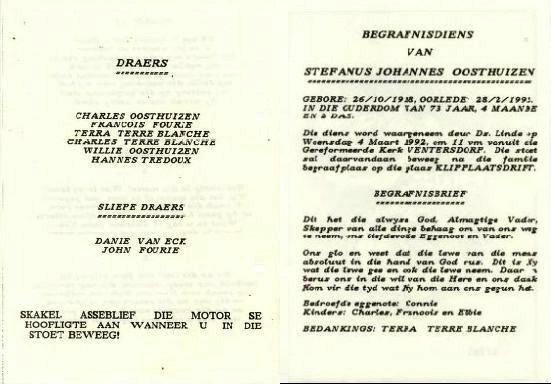 DRAERS
CHARLES OOSTHUIZEN
FRANCOIS FOURIE
TERRA TERRE BLANCHE
CHARLES TERRE BLANCHE
WILLIE OOSTHUIZEN
HANNES TREDOUX
SLIPPE DRAERS
DANIE VAN ECK
JOHN FOURIE
SKAKEL ASSEBLIEF DIE MOTOR SE
HOOFLIGTE AAN WANNEER U IN DIE
STOET BEWEEG!
BEGRAFNISDIENS
VAN
STEFANUS JOHANNES OOSTHUIZEN
GEBORE: 26/10/1918, OORLEDE 28/2/1992.
IN DIE OUDERDOM VAN 73 JAAR, 4 MAANDE
EN 2 DAE.
Die diens word waargeneem deur Ds. Linde op
Woensdag 4 Maart 1992, om 11 vm vanuit die
Gereformeerde Kerk VENTERSDORP. Die stoet
sal daarvandaan beweeg na die familie
begraafplaas op die plaas KLIPPLAATSDRIFT.
BEGRAFNISBRIEF
Dit het die alwyse God, Almagtige Vader,
Skepper van alle dinge behaag om van ons weg
te neem, ons liefdevolle Eggenoot en Vader.
Ons glo en weet dat die lewe van die mens
absoluut in die hand van God rus. Dit is Hy
wat die lewe gee en ook die lewe neem. Daar
berus ons in die wil van die Here en ons dank
Hom vir die tyd wat Hy hom aan ons gegun het.
Bedroefde eggenote: Connie
Kinders: Charles, Francois en Elbie
BEDANKINGS: TERRA TERRE BLANCHE